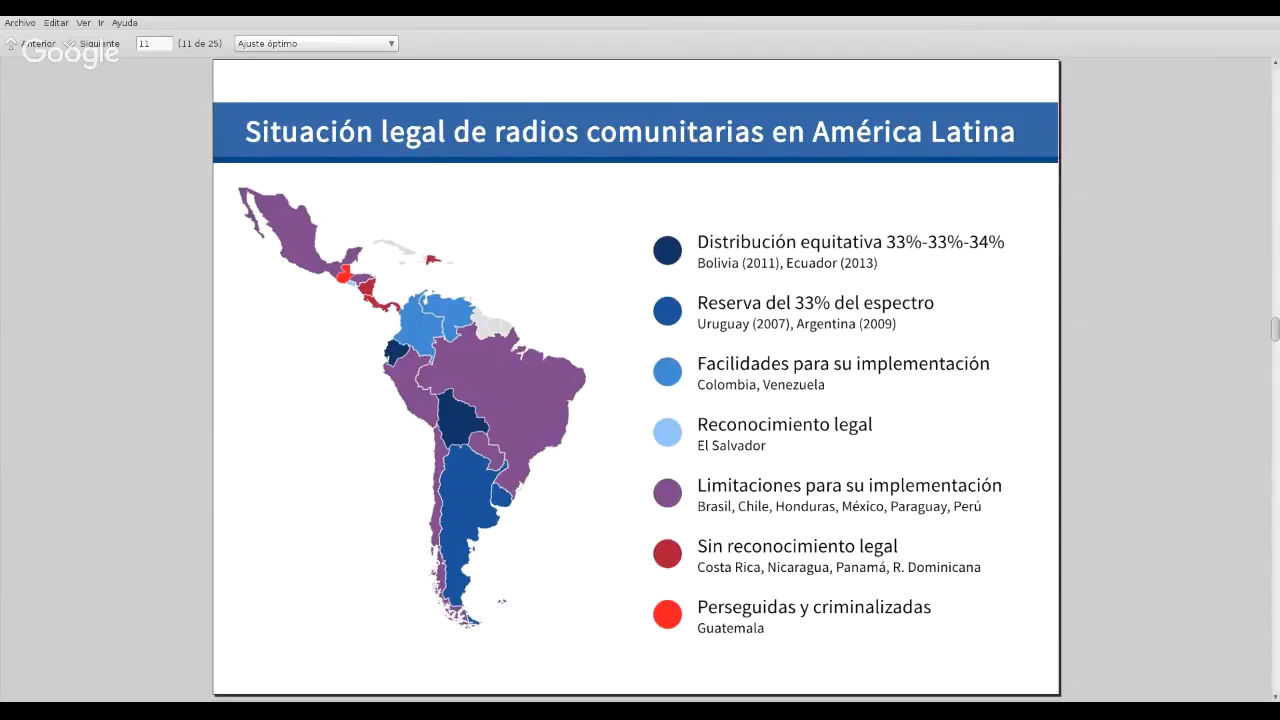 Archivo Editar Ver Ir Ayuda
Anterior Siguiente 11 (11 de 25) Ajuste óptimo
Google
Situación legal de radios comunitarias en América Latina
Distribución equitativa 33%-33%-34%
Bolivia (2011), Ecuador (2013)
Reserva del 33% del espectro
Uruguay (2007), Argentina (2009)
Facilidades para su implementación
Colombia, Venezuela
Reconocimiento legal
El Salvador
Limitaciones para su implementación
Brasil, Chile, Honduras, México, Paraguay, Perú
Sin reconocimiento legal
Costa Rica, Nicaragua, Panamá, R. Dominicana
Perseguidas y criminalizadas
Guatemala